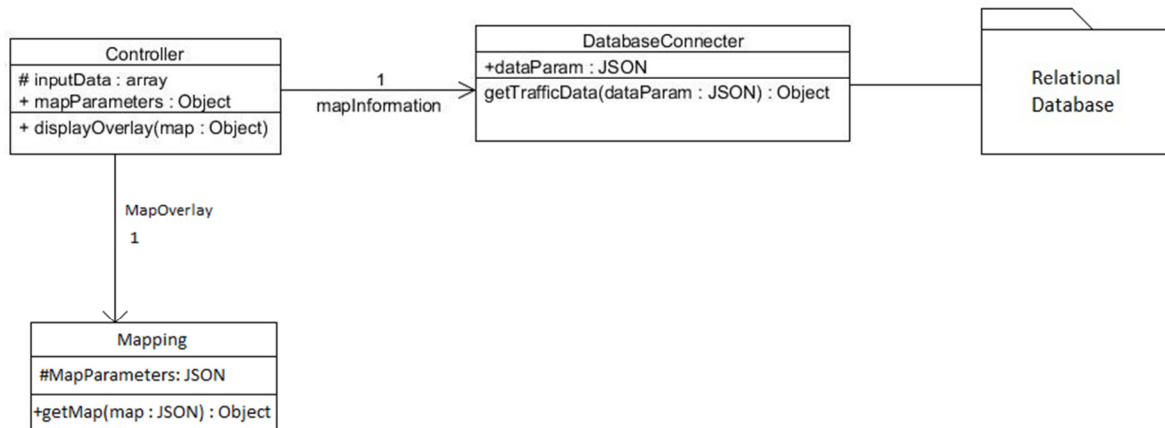 Controller
# inputData : array
+ mapParameters : Object
+ displayOverlay(map : Object)
1
mapInformation
DatabaseConnecter
+dataParam : JSON
getTrafficData(dataParam : JSON) : Object
Relational
Database
MapOverlay
1
Mapping
#MapParameters: JSON
+getMap(map : JSON) : Object